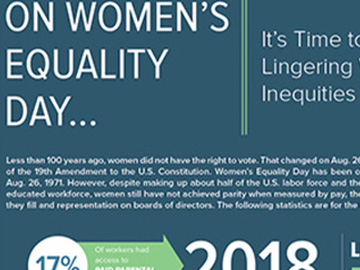 ON WOMEN'S
EQUALITY
DAY...
It's Time to
Lingering
Inequities
Less than 100 years ago, women did not have the right to vote. That changed on Aug. 26
of the 19th Amendment to the U.S. Constitution. Women's Equality Day has been
Aug. 26, 1971. However, despite making up about half of the U.S. labor force and the
educated workforce, women still have not achieved parity when measured by pay, the
they fill and representation on boards of directors. The following statistics are for the
17%
Of workers had
access to
PAID PARENTAL
2018